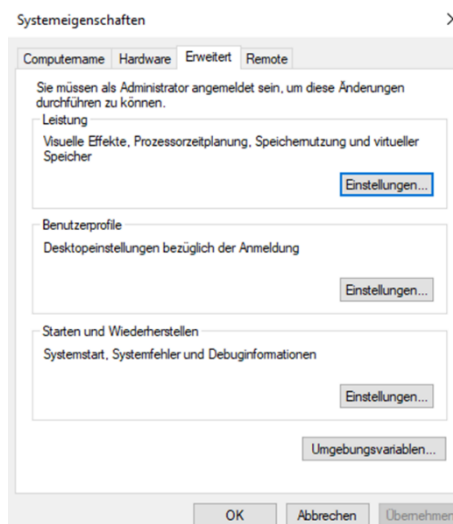 Systemeigenschaften
Computername Hardware Erweitert Remote
Sie müssen als Administrator angemeldet sein, um diese Änderungen
durchführen zu können.
Leistung
Visuelle Effekte, Prozessorzeitplanung, Speichernutzung und virtueller
Speicher
Einstellungen...
Benutzerprofile
Desktopeinstellungen bezüglich der Anmeldung
Einstellungen...
Starten und Wiederherstellen
Systemstart, Systemfehler und Debuginformationen
Einstellungen...
Umgebungsvariablen...
OK Abbrechen Übernehmen